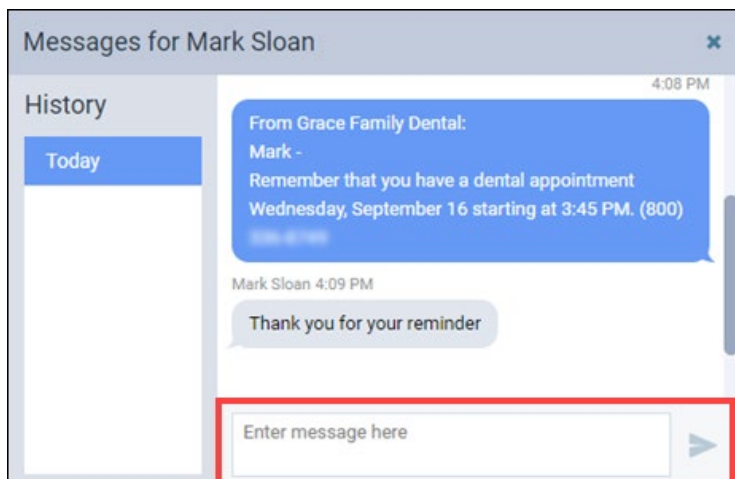 Messages for Mark Sloan
History
Today
4:08 PM
From Grace Family Dental:
Mark -
Remember that you have a dental appointment
Wednesday, September 16 starting at 3:45 PM. (800)
Mark Sloan 4:09 PM
Thank you for your reminder
Enter message here